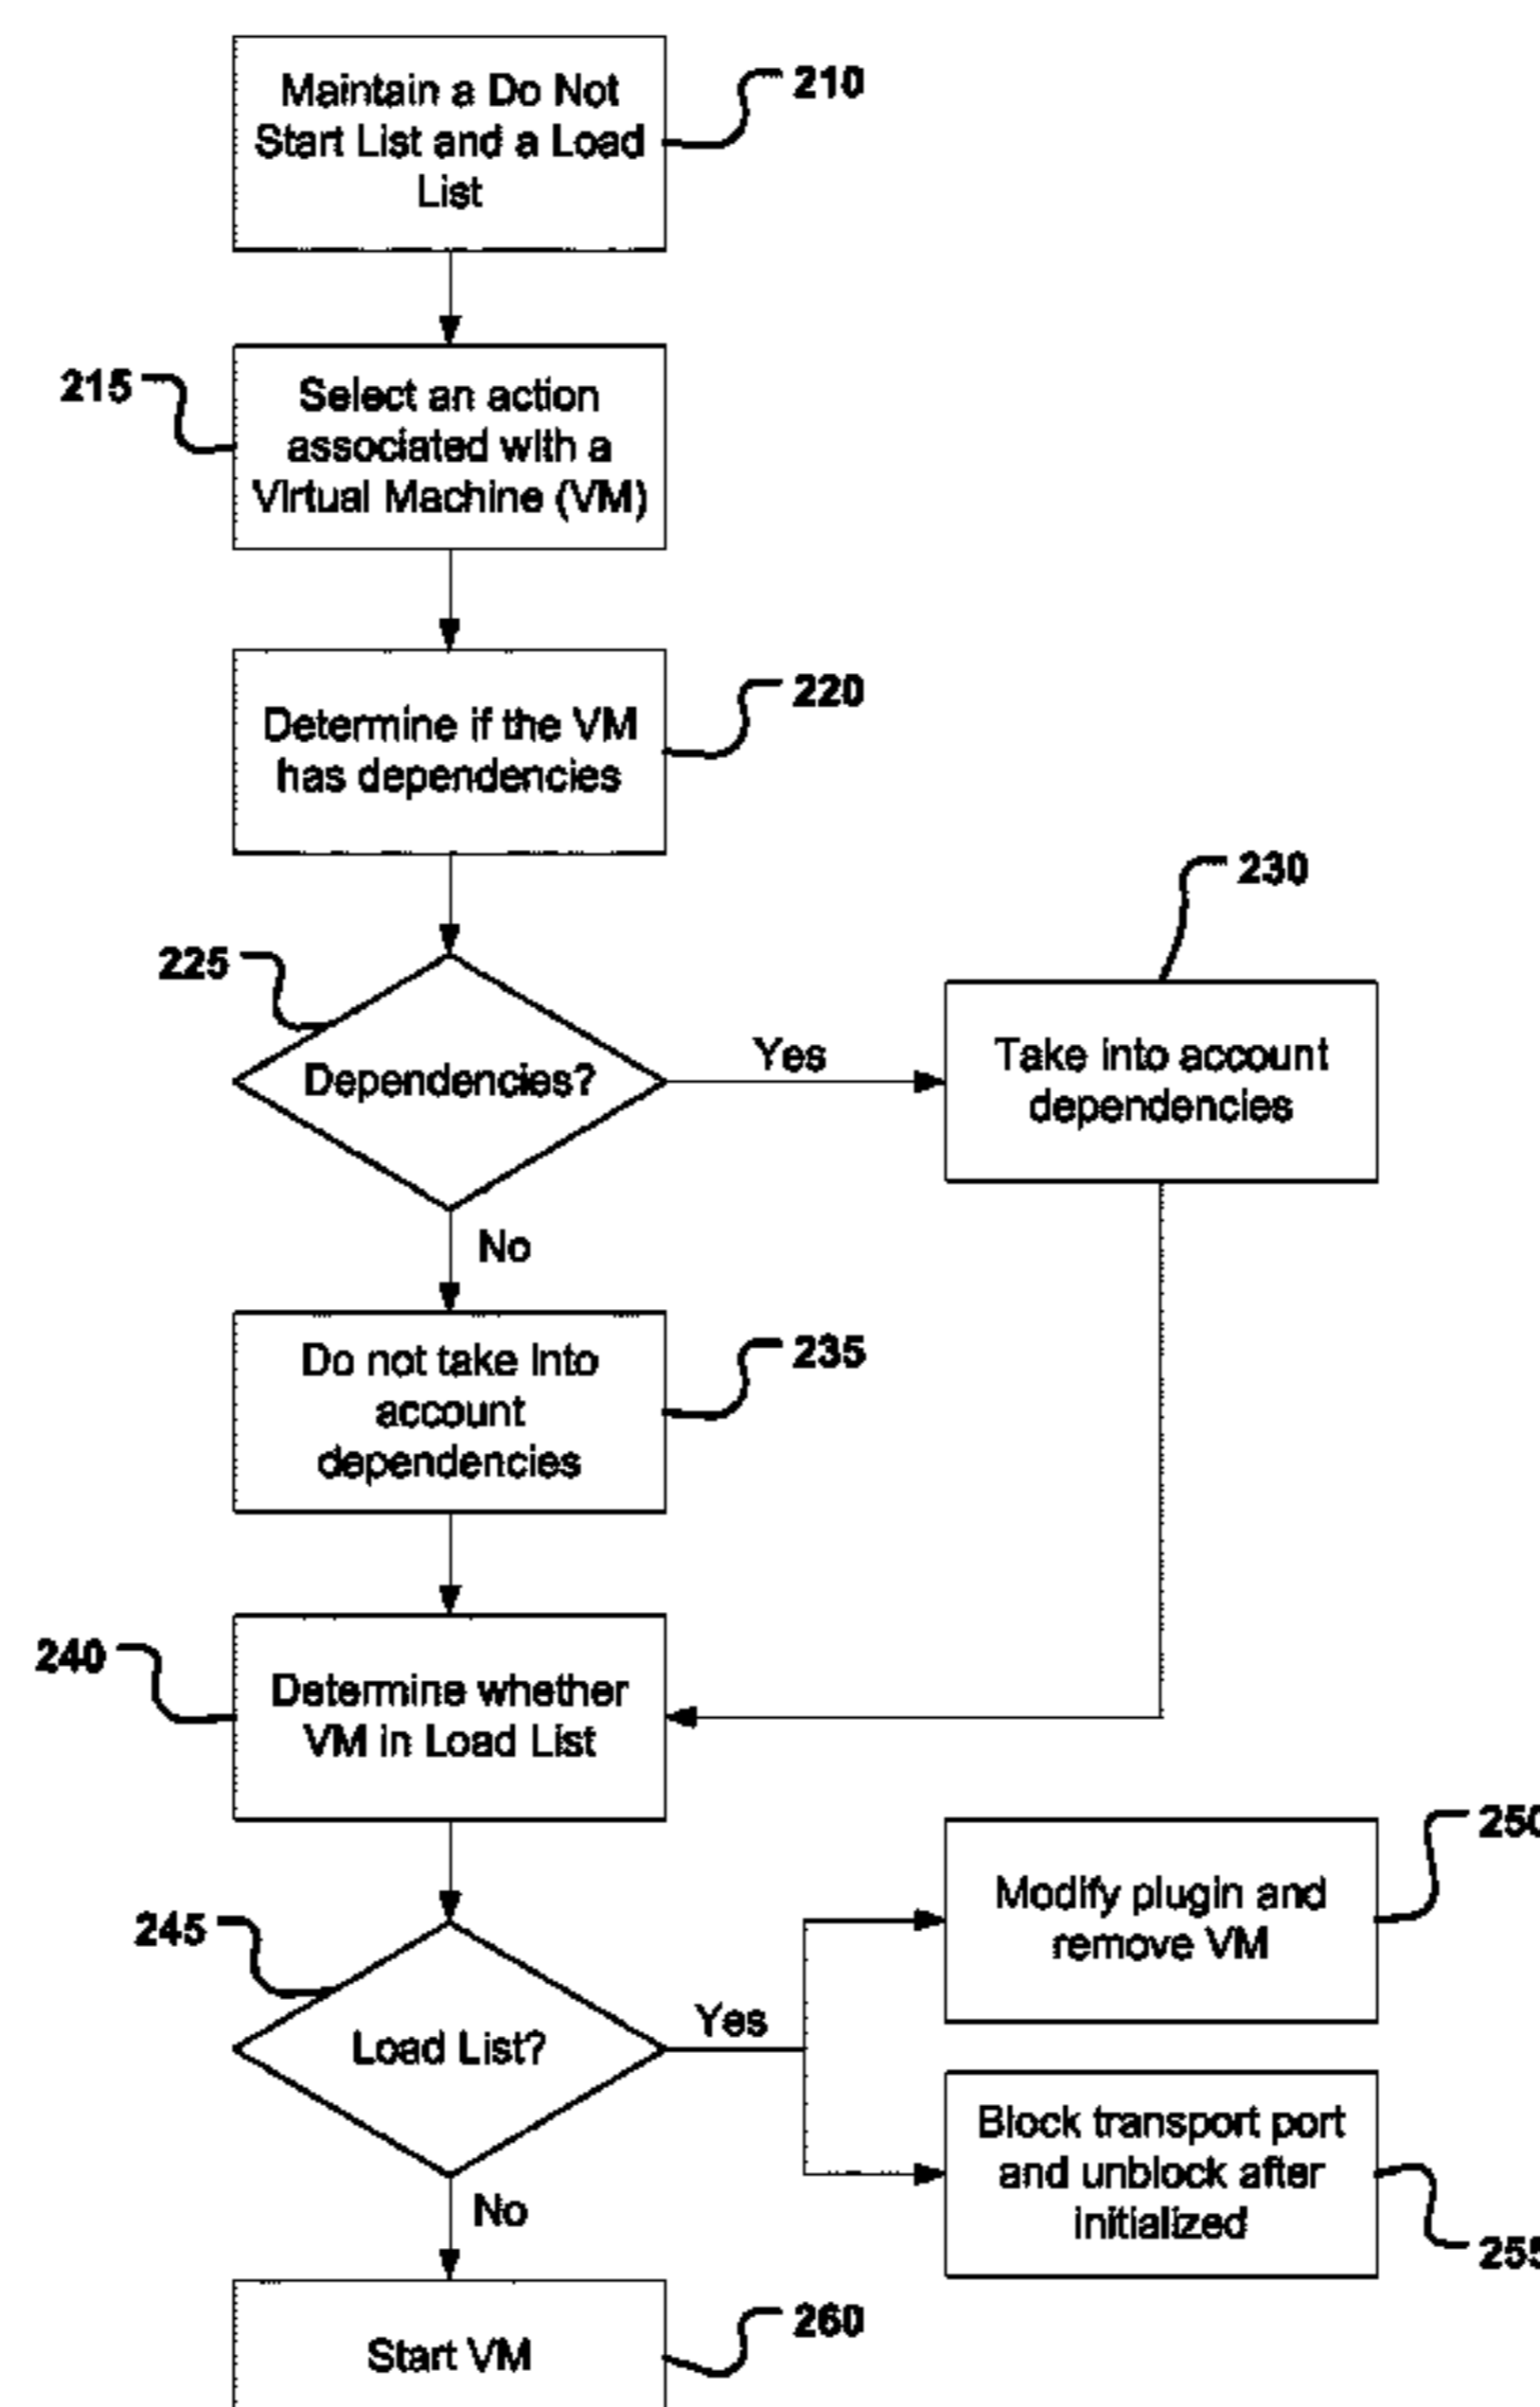 Maintain a Do Not
Start List and a Load
List
210
215
Select an action
associated with a
Virtual Machine (VM)
Determine if the VM
has dependencies
220
225
Dependencies?
Yes
230
Take into account
dependencies
No
Do not take into
account
dependencies
235
240
Determine whether
VM in Load List
245
Load List?
Yes
250
Modify plugin and
remove VM
Block transport port
and unblock after
initialized
255
No
Start VM
260